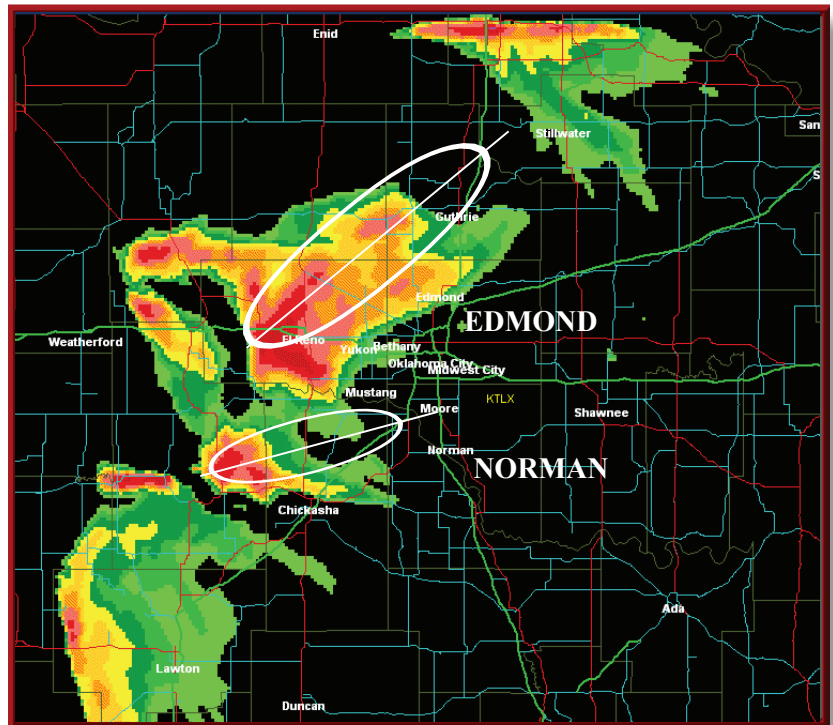 Enid
Stillwater
San
S
Guthrie
Edmond
EDMOND
Weatherford
El Reno
Yukon
Bethany
Oklahoma City
Midwest City
Mustang
KTLX
Moore
Shawnee
Norman
NORMAN
Chickasha
Ada
Lawton
Duncan